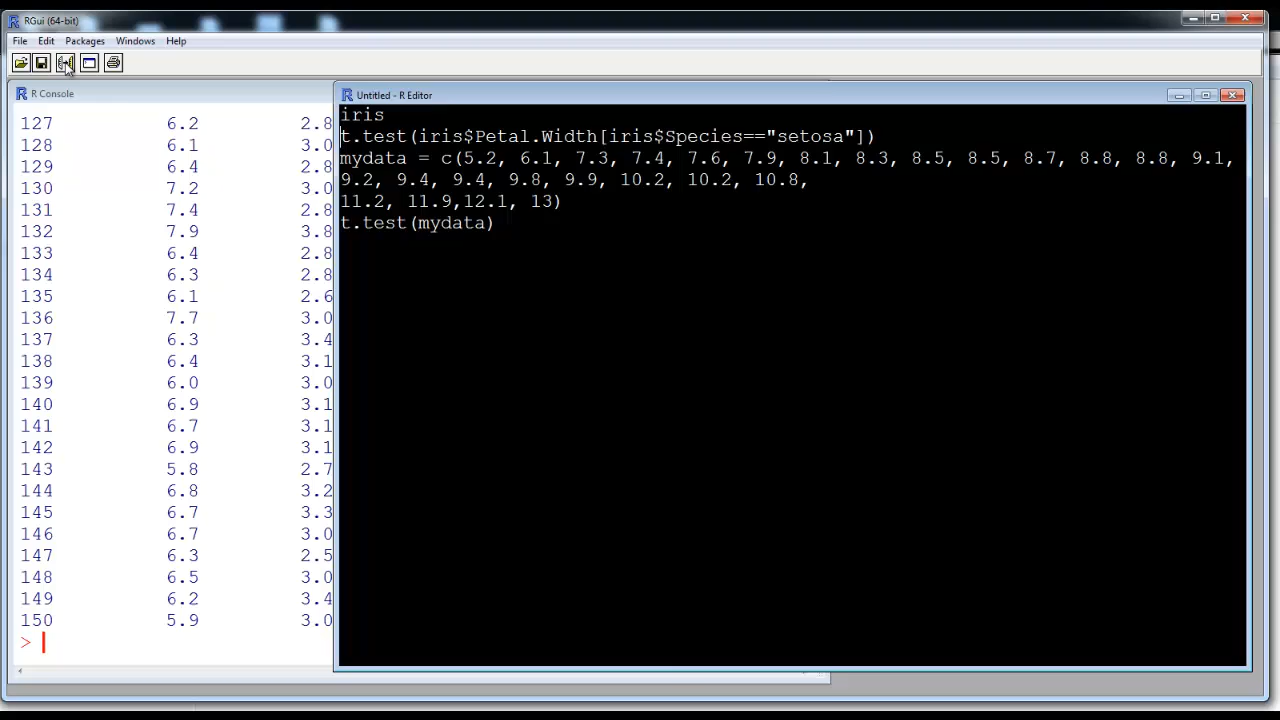 RGui (64-bit)
File Edit Packages Windows Help
R Console
127 6.2 2.8
128 6.1 3.0
129 6.4 2.8
130 7.2 3.0
131 7.4 2.8
132 7.9 3.8
133 6.4 2.8
134 6.3 2.8
135 6.1 2.6
136 7.7 3.0
137 6.3 3.4
138 6.4 3.1
139 6.0 3.0
140 6.9 3.1
141 6.7 3.1
142 6.9 3.1
143 5.8 2.7
144 6.8 3.2
145 6.7 3.3
146 6.7 3.0
147 6.3 2.5
148 6.5 3.0
149 6.2 3.4
150 5.9 3.0
>
Untitled - R Editor
iris
t.test(iris$Petal.Width[iris$Species=="setosa"])
mydata = c(5.2, 6.1, 7.3, 7.4, 7.6, 7.9, 8.1, 8.3, 8.5, 8.5, 8.7, 8.8, 8.8, 9.1,
9.2, 9.4, 9.4, 9.8, 9.9, 10.2, 10.2, 10.8,
11.2, 11.9,12.1, 13)
t.test(mydata)